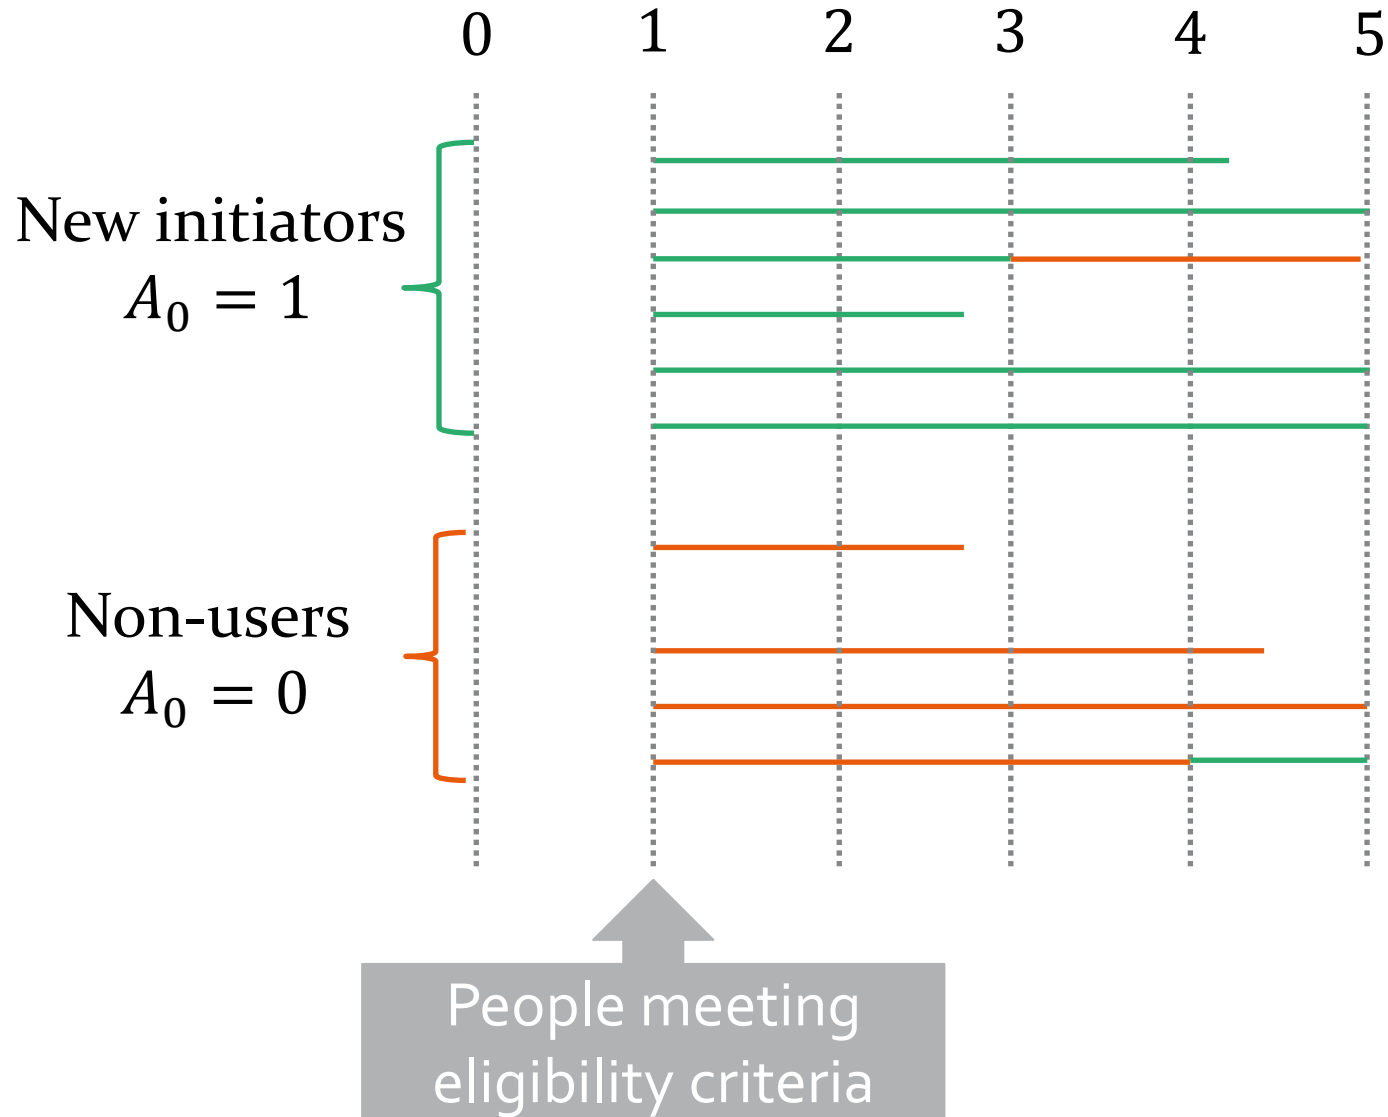 0 1 2 3 4 5
New initiators
A₀ = 1
Non-users
A₀ = 0
People meeting
eligibility criteria